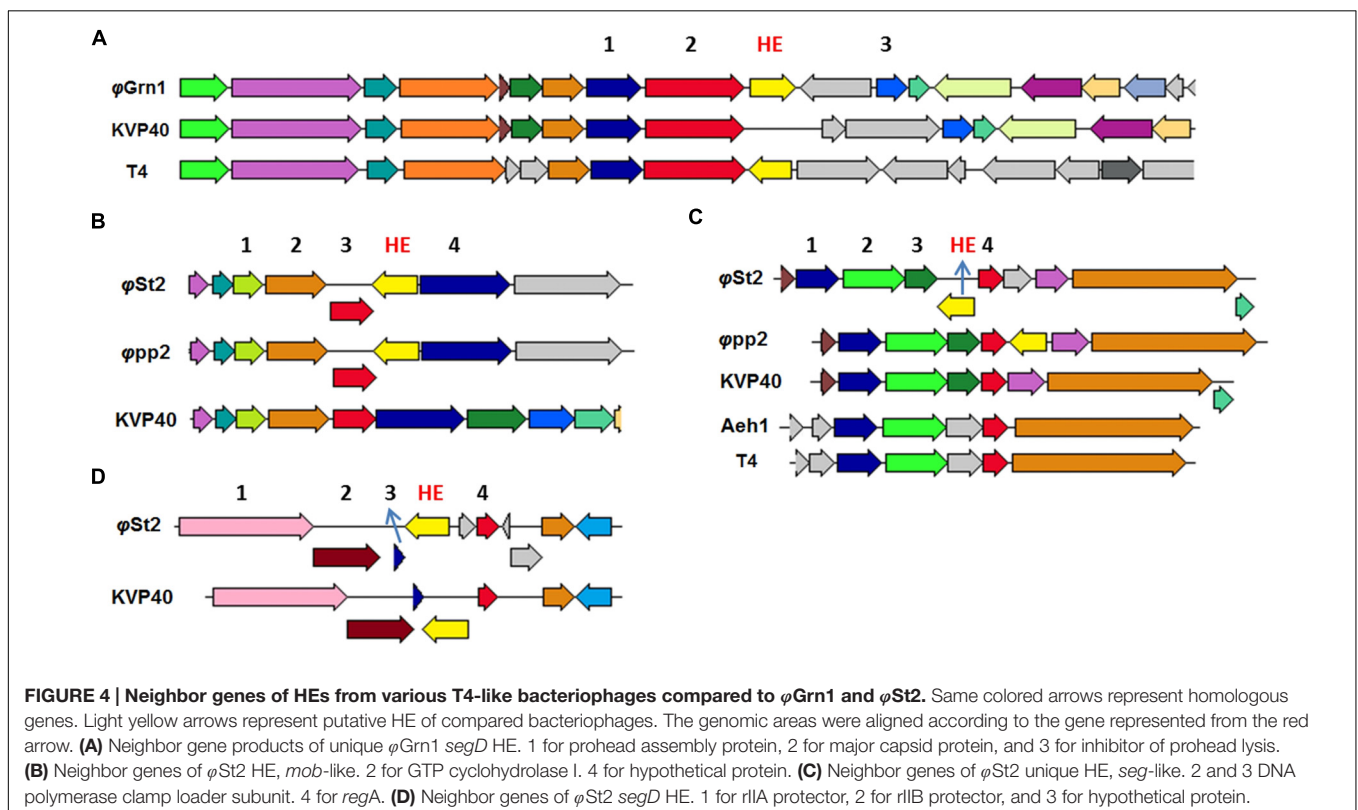 A
1 2 HE 3
φGrn1
KVP40
T4
B
1 2 3 HE 4
φSt2
φpp2
KVP40
C
1 2 3 HE 4
φSt2
φpp2
KVP40
Aeh1
T4
D
1 2 3 HE 4
φSt2
KVP40
FIGURE 4 | Neighbor genes of HEs from various T4-like bacteriophages compared to φGrn1 and φSt2. Same colored arrows represent homologous
genes. Light yellow arrows represent putative HE of compared bacteriophages. The genomic areas were aligned according to the gene represented from the red
arrow. (A) Neighbor gene products of unique φGrn1 segD HE. 1 for prohead assembly protein, 2 for major capsid protein, and 3 for inhibitor of prohead lysis.
(B) Neighbor genes of φSt2 HE, mob-like. 2 for GTP cyclohydrolase I. 4 for hypothetical protein. (C) Neighbor genes of φSt2 unique HE, seg-like. 2 and 3 DNA
polymerase clamp loader subunit. 4 for regA. (D) Neighbor genes of φSt2 segD HE. 1 for rIIA protector, 2 for rIIB protector, and 3 for hypothetical protein.